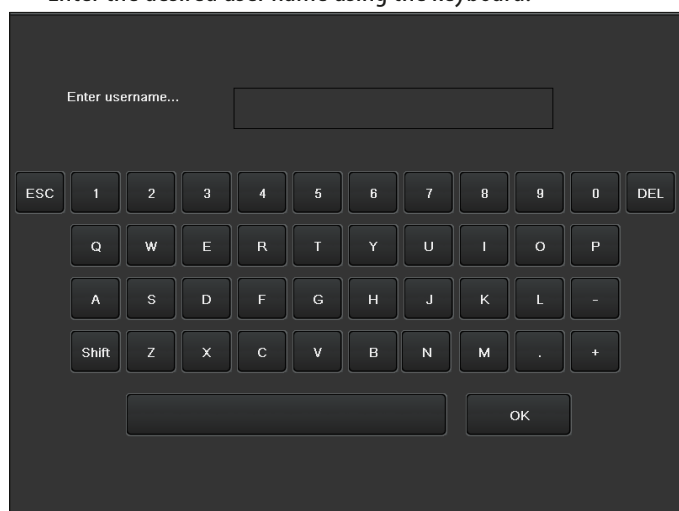 Enter the desired user name using the keyboard.
Enter username...
ESC 1 2 3 4 5 6 7 8 9 0 DEL
Q W E R T Y U I O P
A S D F G H J K L -
Shift Z X C V B N M . +
OK